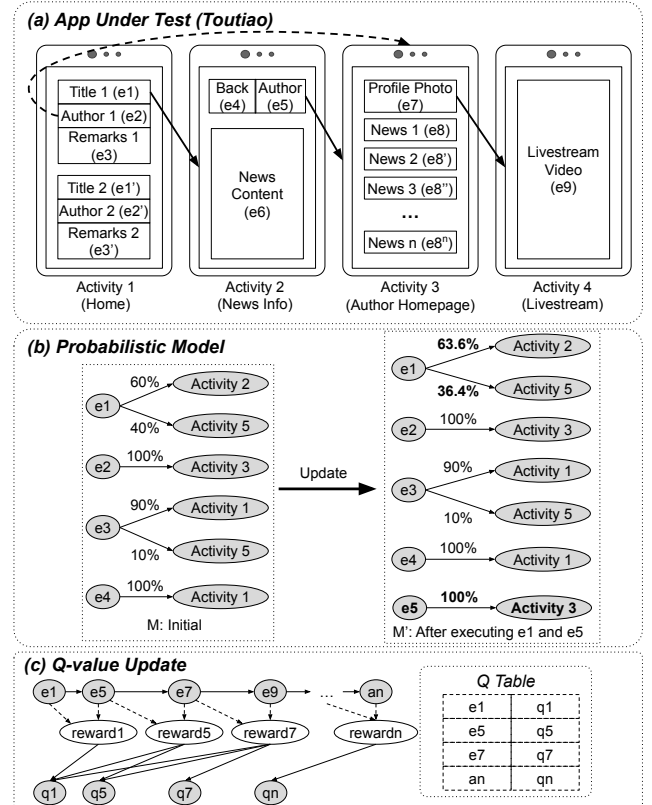 (a) App Under Test (Toutiao)
Title 1 (e1)
Author 1 (e2)
Remarks 1
(e3)
Title 2 (e1')
Author 2 (e2')
Remarks 2
(e3')
Activity 1
(Home)
Back
(e4)
Author
(e5)
News
Content
(e6)
Activity 2
(News Info)
Profile Photo
(e7)
News 1 (e8)
News 2 (e8')
News 3 (e8'')
...
News n (e8ⁿ)
Activity 3
(Author Homepage)
Livestream
Video
(e9)
Activity 4
(Livestream)
(b) Probabilistic Model
e1
60%
Activity 2
40%
Activity 5
e2
100%
Activity 3
e3
90%
Activity 1
10%
Activity 5
e4
100%
Activity 1
M: Initial
Update
e1
63.6%
Activity 2
36.4%
Activity 5
e2
100%
Activity 3
e3
90%
Activity 1
10%
Activity 5
e4
100%
Activity 1
e5
100%
Activity 3
M': After executing e1 and e5
(c) Q-value Update
e1 e5 e7 e9 ... an
reward1 reward5 reward7 rewardn
q1 q5 q7 qn
Q Table
e1 q1
e5 q5
e7 q7
an qn